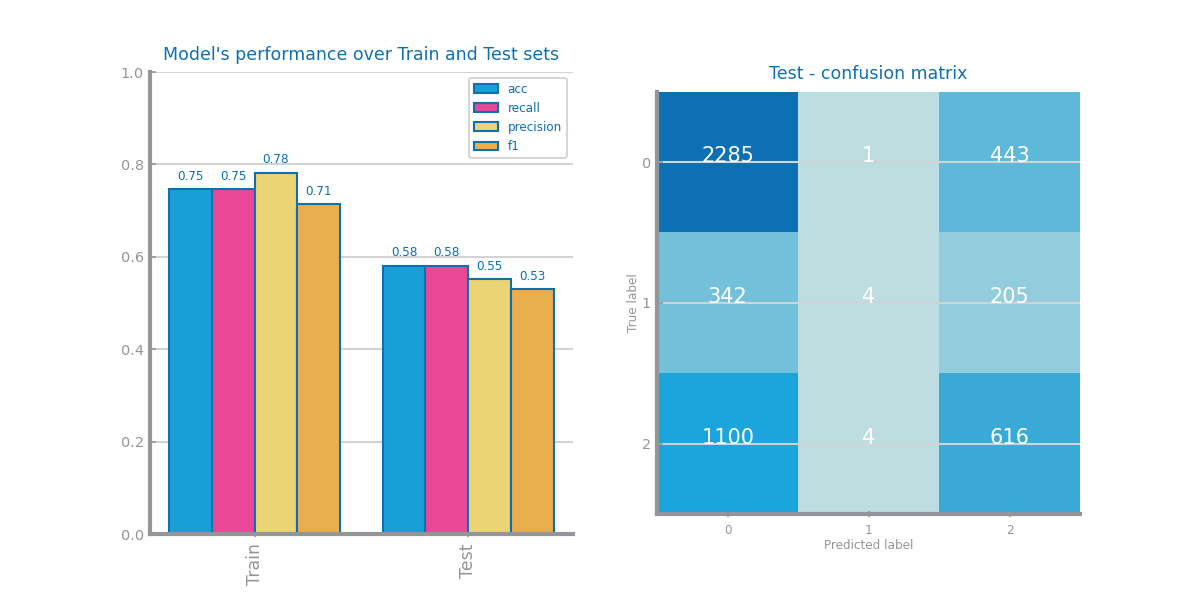 Model's performance over Train and Test sets
1.0
0.8
0.6
0.4
0.2
0.0
acc
recall
precision
f1
0.75
0.75
0.78
0.71
0.58
0.58
0.55
0.53
Train
Test
Test - confusion matrix
True label
0
2285 1 443
1
342 4 205
2
1100 4 616
0 1 2
Predicted label